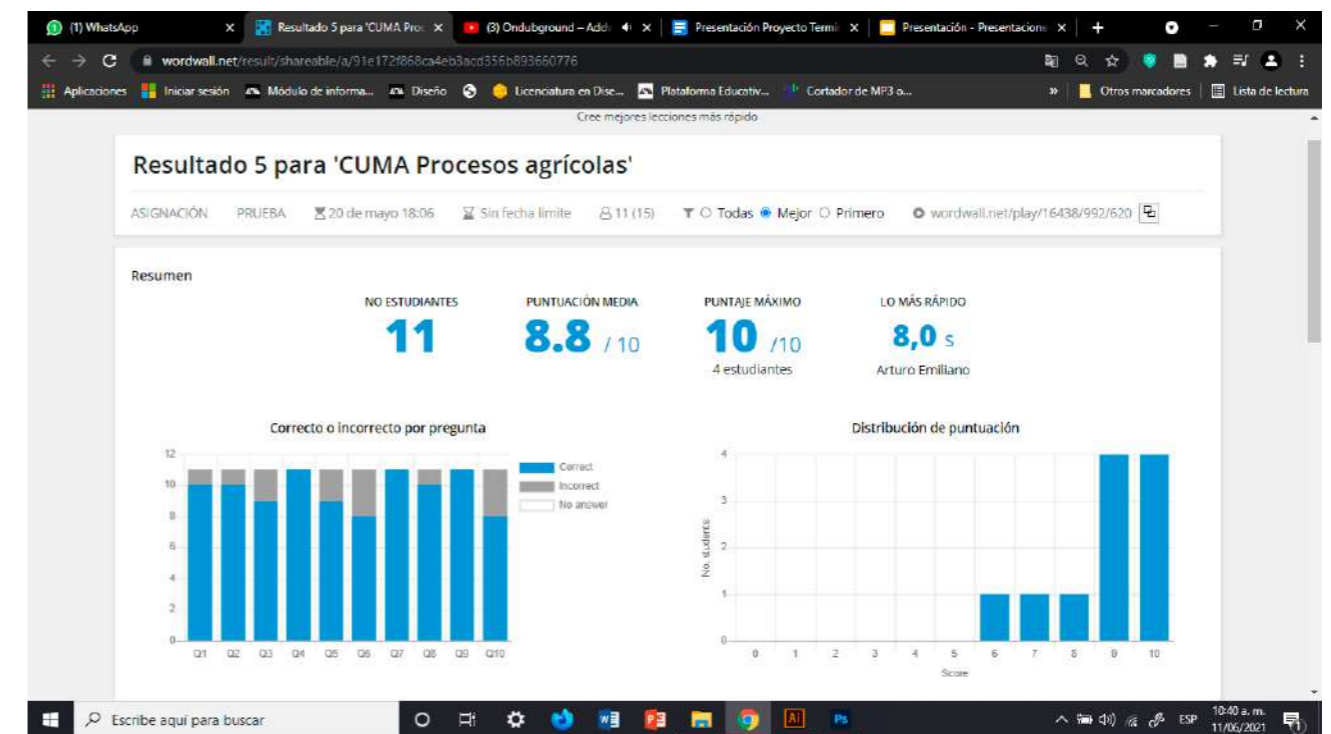 (1) WhatsApp
Resultado 5 para 'CUMA Proc
(3) Ondubground – Addi
Presentación Proyecto Termin
Presentación - Presentacione
wordwall.net/result/shareable/a/91e172f868ca4eb3acd356b893660776
Aplicaciones
Iniciar sesión
Módulo de informa...
Diseño
Licenciatura en Dise...
Plataforma Educativ...
Cortador de MP3 o...
»
Otros marcadores
Lista de lectura
Cree mejores lecciones más rápido
Resultado 5 para 'CUMA Procesos agrícolas'
ASIGNACIÓN PRUEBA 20 de mayo 18:06 Sin fecha límite 11 (15) Todas Mejor Primero wordwall.net/play/16438/992/620
Resumen
NO ESTUDIANTES PUNTUACIÓN MEDIA PUNTAJE MÁXIMO LO MÁS RÁPIDO
11 8.8 / 10 10 /10 8,0 s
4 estudiantes Arturo Emiliano
Correcto o incorrecto por pregunta
12
10
8
6
4
2
0
Q1 Q2 Q3 Q4 Q5 Q6 Q7 Q8 Q9 Q10
Correct
Incorrect
No answer
Distribución de puntuación
No. students
4
3
2
1
0
0 1 2 3 4 5 6 7 8 9 10
Score
Escribe aquí para buscar
Ai
Ps
ESP
10:40 a. m.
11/06/2021